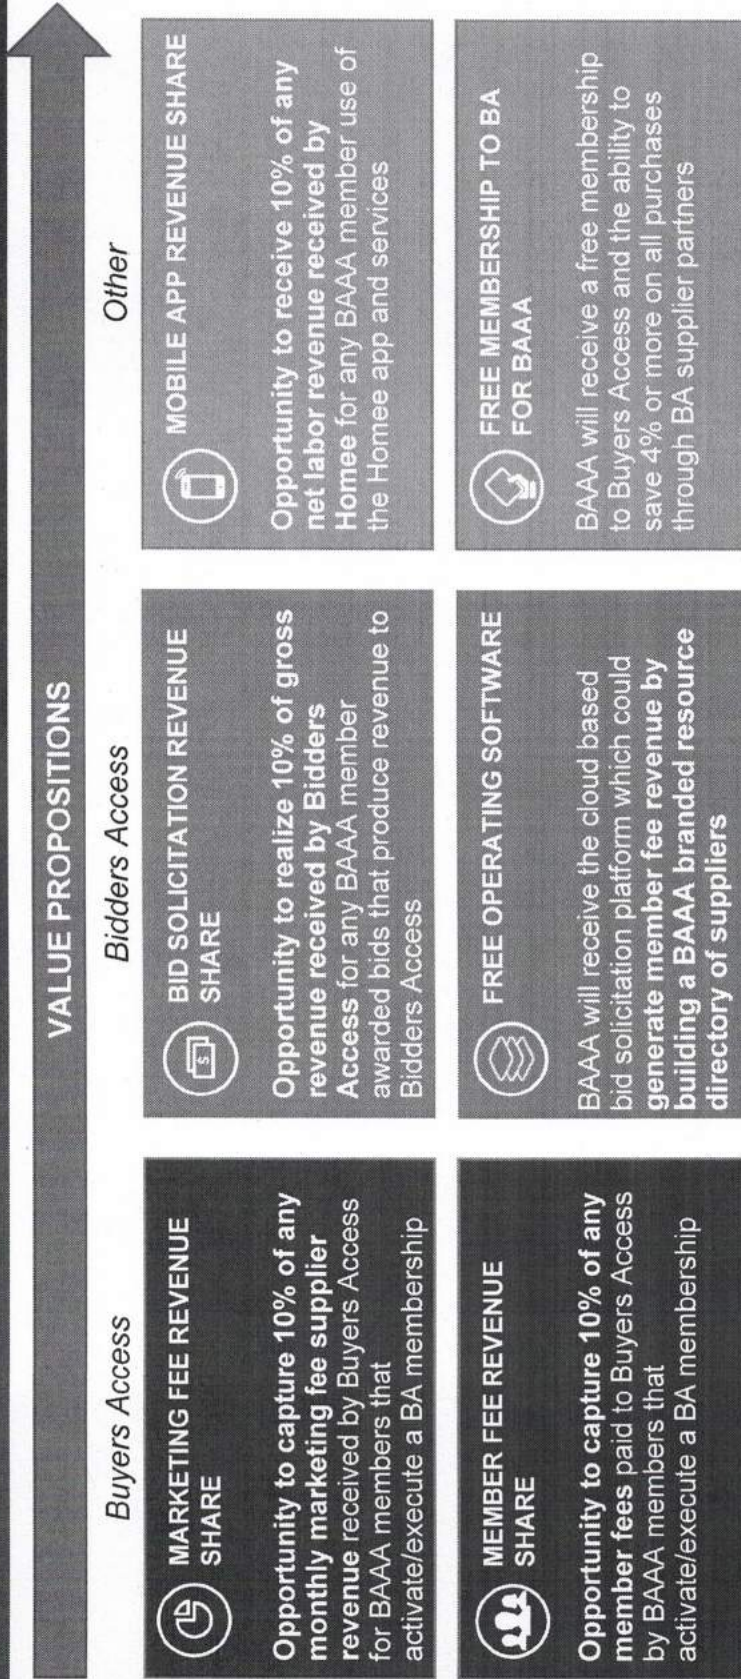 VALUE PROPOSITIONS
Buyers Access
MARKETING FEE REVENUE
SHARE
Opportunity to capture 10% of any
monthly marketing fee supplier
revenue received by Buyers Access
for BAAA members that
activate/execute a BA membership
MEMBER FEE REVENUE
SHARE
Opportunity to capture 10% of any
member fees paid to Buyers Access
by BAAA members that
activate/execute a BA membership
Bidders Access
$
BID SOLICITATION REVENUE
SHARE
Opportunity to realize 10% of gross
revenue received by Bidders
Access for any BAAA member
awarded bids that produce revenue to
Bidders Access
FREE OPERATING SOFTWARE
BAAA will receive the cloud based
bid solicitation platform which could
generate member fee revenue by
building a BAAA branded resource
directory of suppliers
Other
MOBILE APP REVENUE SHARE
Opportunity to receive 10% of any
net labor revenue received by
Homee for any BAAA member use of
the Homee app and services
FREE MEMBERSHIP TO BA
FOR BAAA
BAAA will receive a free membership
to Buyers Access and the ability to
save 4% or more on all purchases
through BA supplier partners